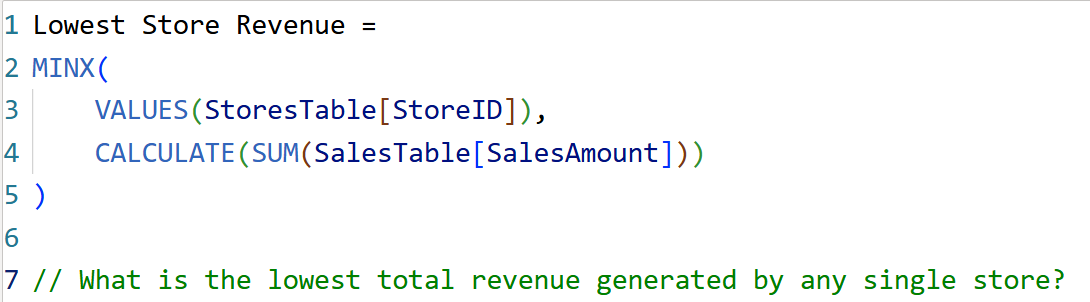 1 Lowest Store Revenue =
2 MINX(
3     VALUES(StoresTable[StoreID]),
4     CALCULATE(SUM(SalesTable[SalesAmount]))
5 )
6
7 // What is the lowest total revenue generated by any single store?